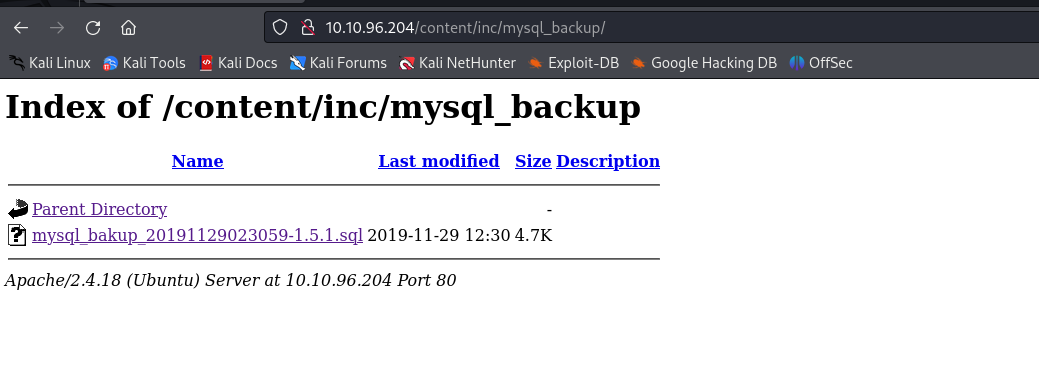 10.10.96.204/content/inc/mysql_backup/
Kali Linux Kali Tools Kali Docs Kali Forums Kali NetHunter Exploit-DB Google Hacking DB OffSec
Index of /content/inc/mysql_backup
Name Last modified Size Description
Parent Directory -
mysql_bakup_20191129023059-1.5.1.sql 2019-11-29 12:30 4.7K
Apache/2.4.18 (Ubuntu) Server at 10.10.96.204 Port 80